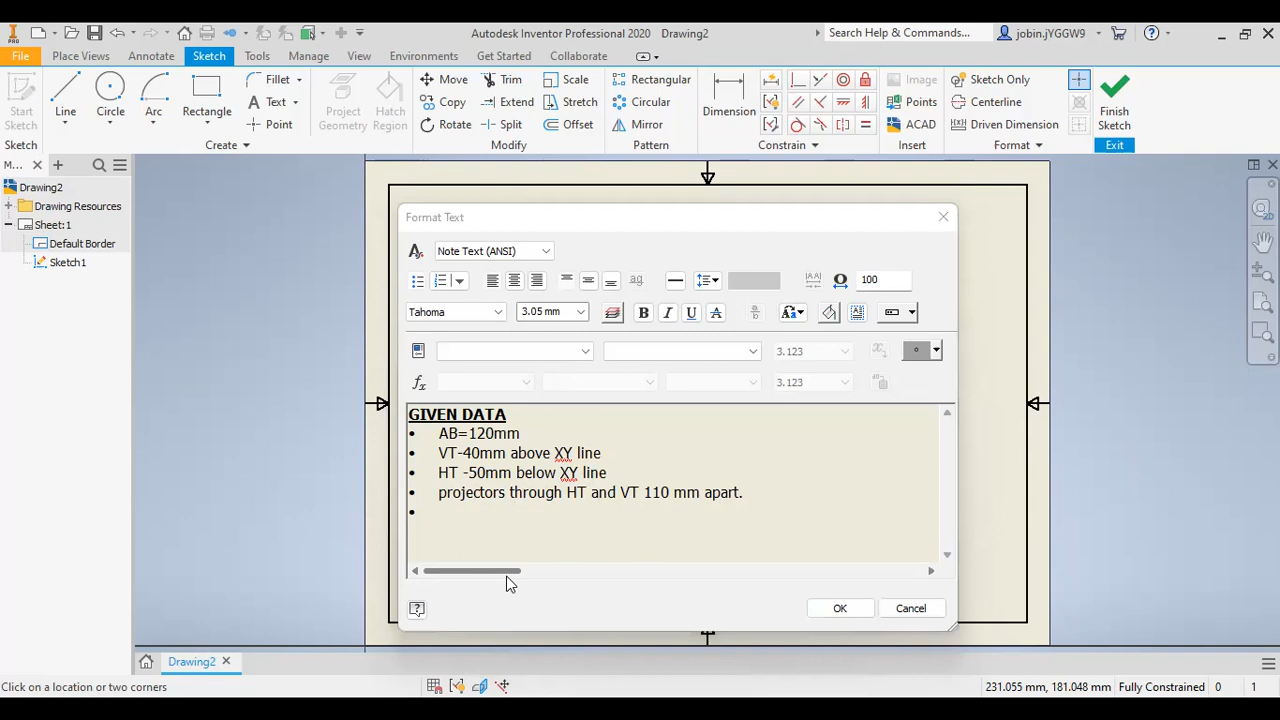 Autodesk Inventor Professional 2020 Drawing2
Search Help & Commands...
jobin.jYGGW9
File Place Views Annotate Sketch Tools Manage View Environments Get Started Collaborate
Start Sketch
Line
Circle
Arc
Rectangle
Fillet
Text
Point
Project Geometry
Hatch Region
Move
Copy
Rotate
Trim
Extend
Split
Scale
Stretch
Offset
Rectangular
Circular
Mirror
Dimension
Image
Points
ACAD
Sketch Only
Centerline
Driven Dimension
Finish Sketch
Sketch Create Modify Pattern Constrain Insert Format Exit
M...
Drawing2
Drawing Resources
Sheet:1
Default Border
Sketch1
Format Text
Note Text (ANSI)
100
Tahoma 3.05 mm
3.123
3.123
GIVEN DATA
• AB=120mm
• VT-40mm above XY line
• HT -50mm below XY line
• projectors through HT and VT 110 mm apart.
•
OK Cancel
Drawing2
Click on a location or two corners
231.055 mm, 181.048 mm Fully Constrained 0 1